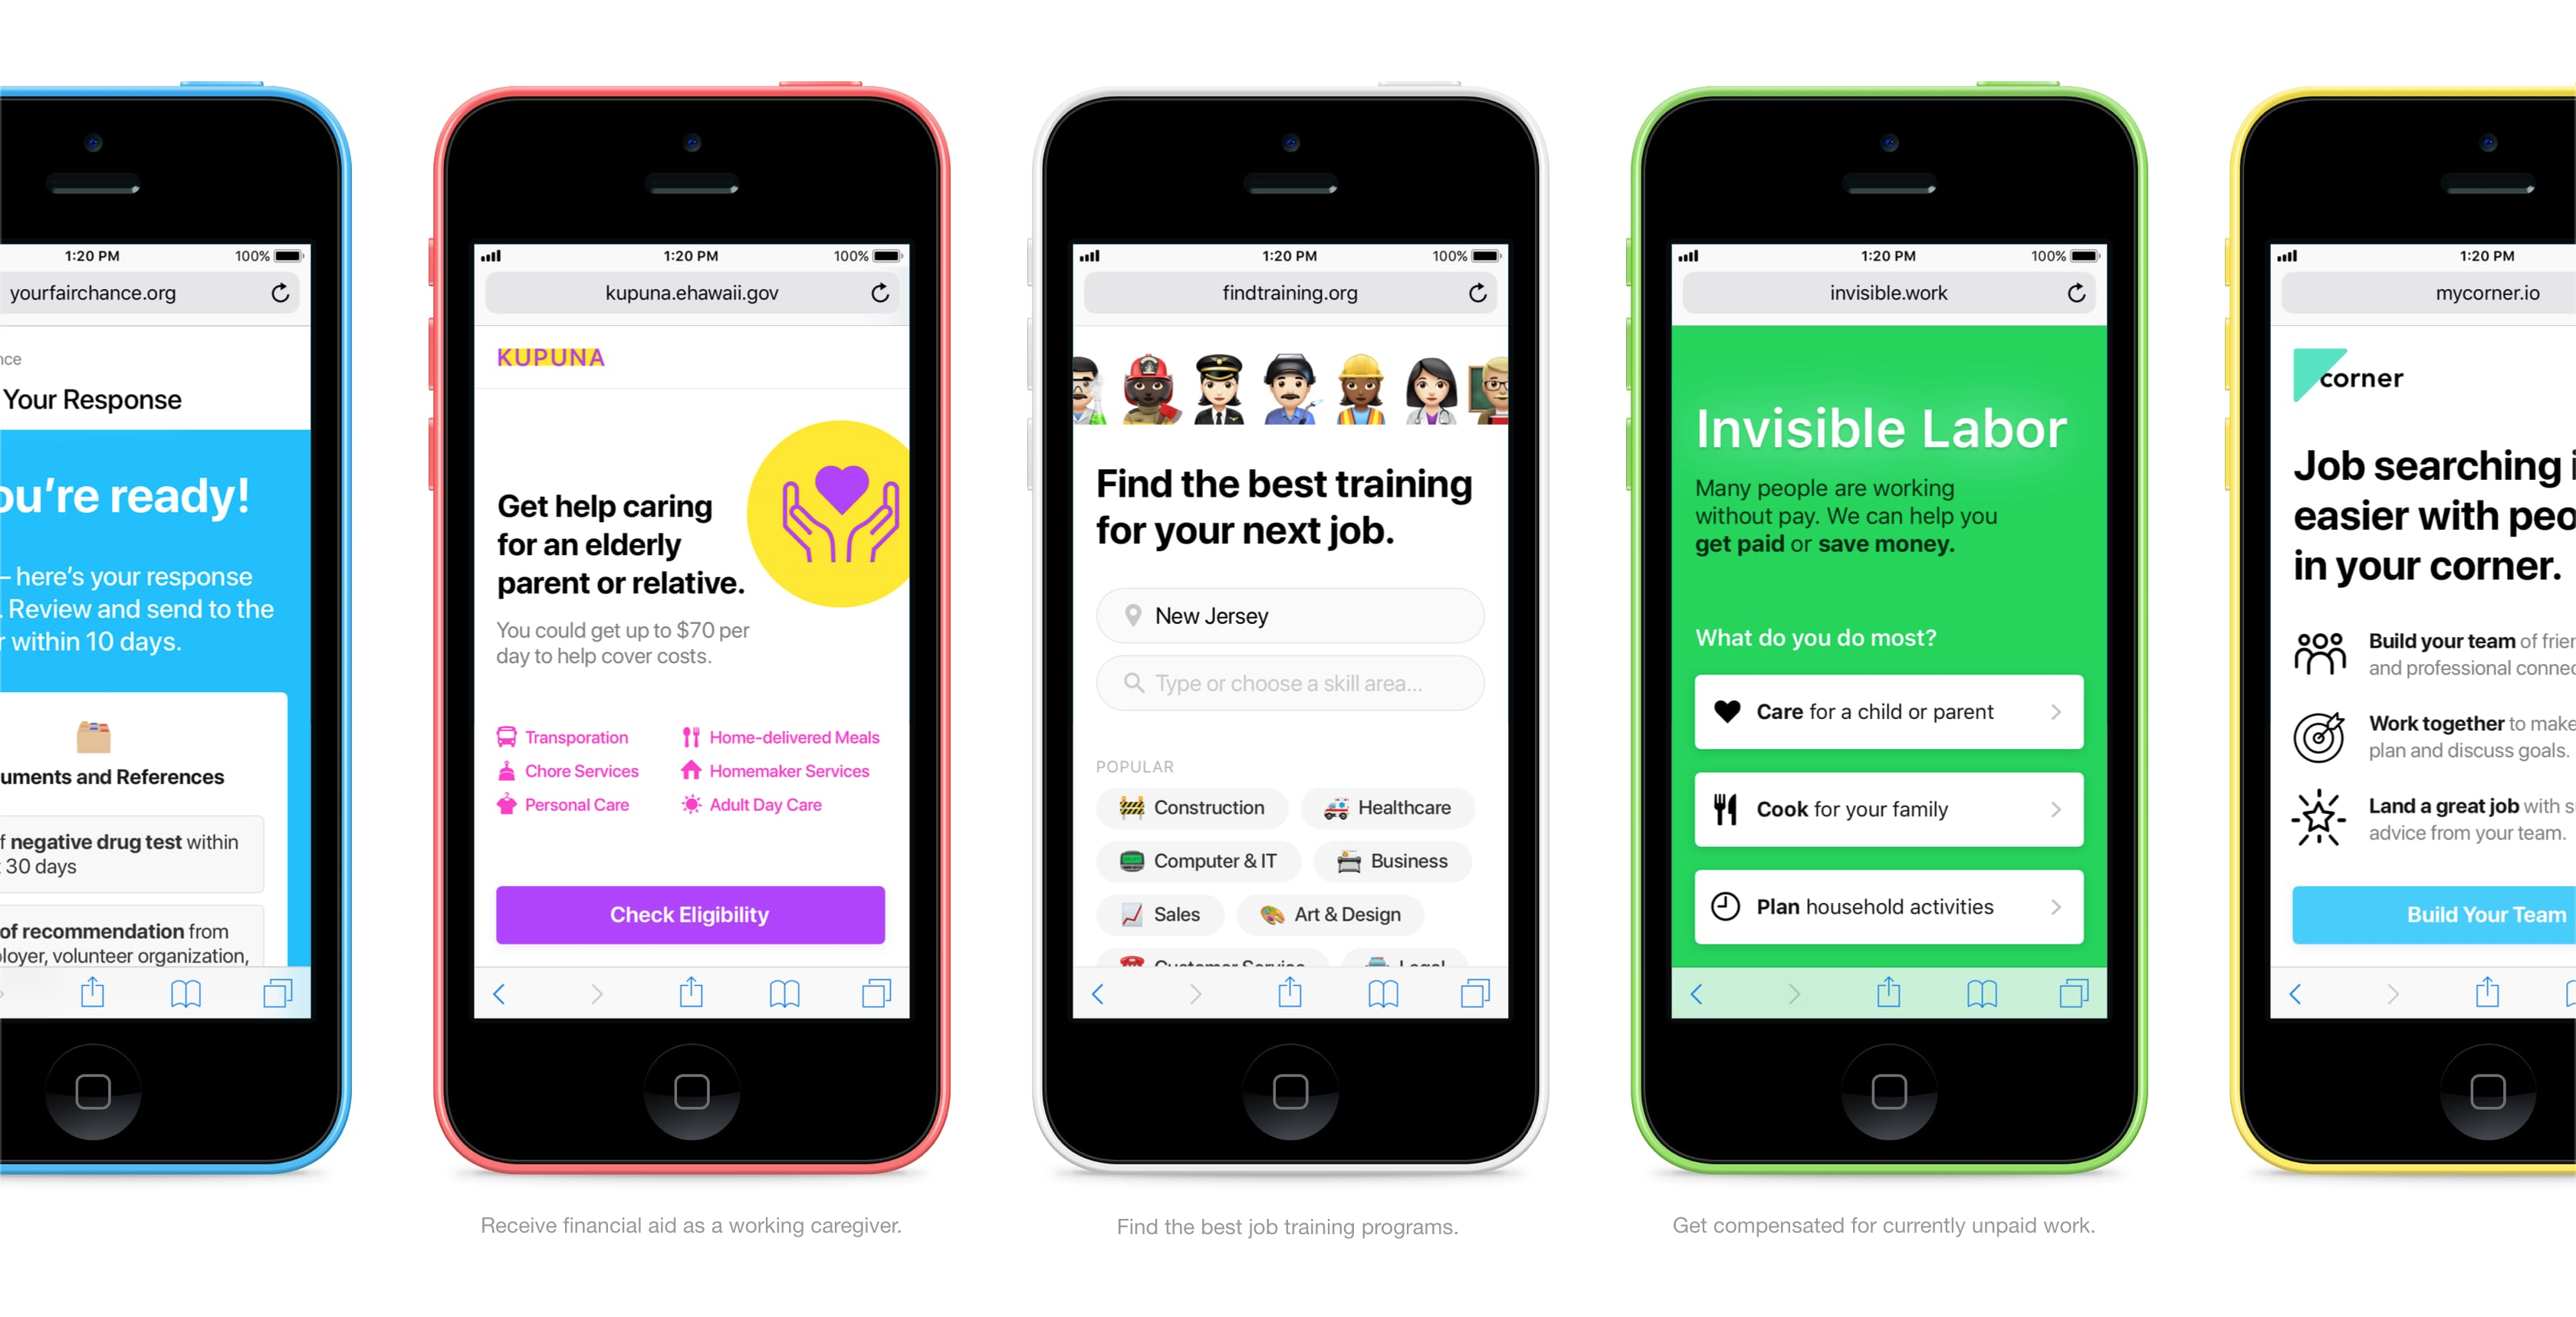 1:20 PM 100%
yourfairchance.org
Your Response
you're ready!
– here's your response
. Review and send to the
within 10 days.
and References
negative drug test within
30 days
of recommendation from
volunteer organization,
1:20 PM 100%
kupuna.ehawaii.gov
KUPUNA
Get help caring
for an elderly
parent or relative.
You could get up to $70 per
day to help cover costs.
Transporation
Home-delivered Meals
Chore Services
Homemaker Services
Personal Care
Adult Day Care
Check Eligibility
Receive financial aid as a working caregiver.
1:20 PM 100%
findtraining.org
Find the best training
for your next job.
New Jersey
Type or choose a skill area...
POPULAR
Construction
Healthcare
Computer & IT
Business
Sales
Art & Design
Customer Service
Legal
Find the best job training programs.
1:20 PM 100%
invisible.work
Invisible Labor
Many people are working
without pay. We can help you
get paid or save money.
What do you do most?
Care for a child or parent
Cook for your family
Plan household activities
Get compensated for currently unpaid work.
1:20 PM
mycorner.io
corner
Job searching
easier with
in your corner.
Build your team of
and professional
Work together to make
plan and discuss goals.
Land a great job with
advice from your team.
Build Your Team